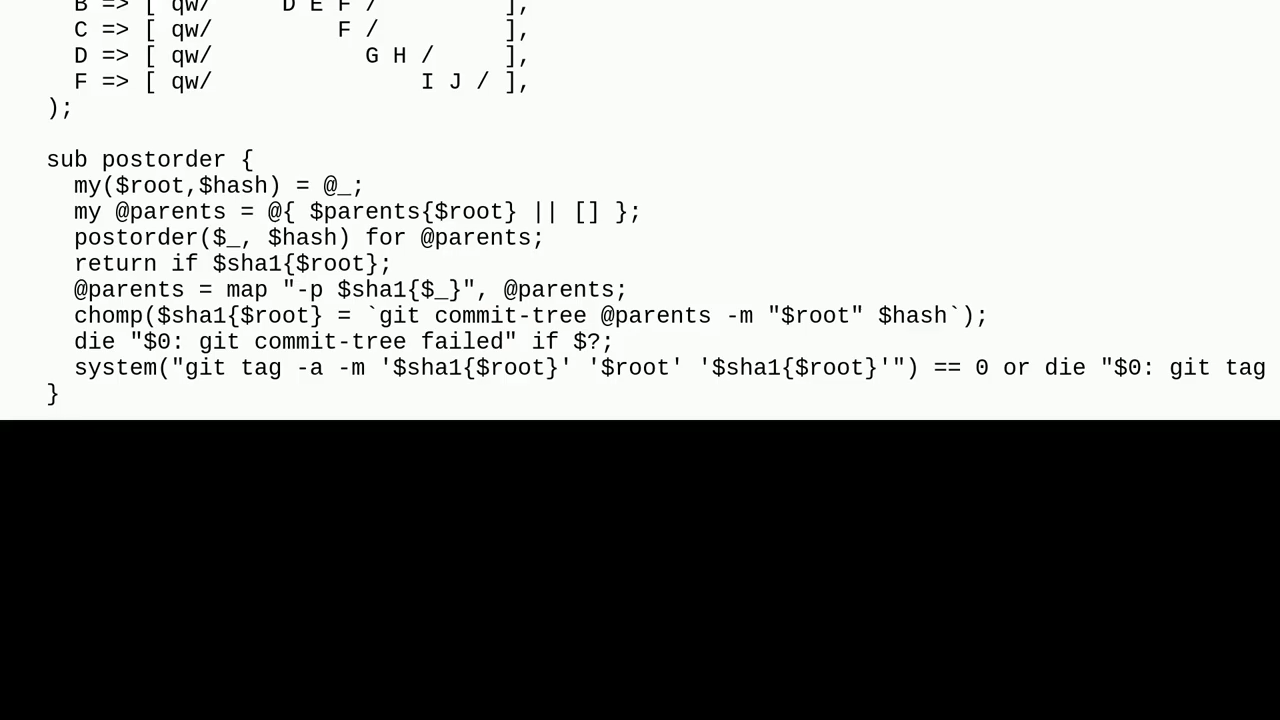 B => [ qw/     D E F /         ],
C => [ qw/         F /         ],
D => [ qw/           G H /     ],
F => [ qw/               I J / ],
);
sub postorder {
my($root,$hash) = @_;
my @parents = @{ $parents{$root} || [] };
postorder($_, $hash) for @parents;
return if $sha1{$root};
@parents = map "-p $sha1{$_}", @parents;
chomp($sha1{$root} = `git commit-tree @parents -m "$root" $hash`);
die "$0: git commit-tree failed" if $?;
system("git tag -a -m '$sha1{$root}' '$root' '$sha1{$root}'") == 0 or die "$0: git tag
}